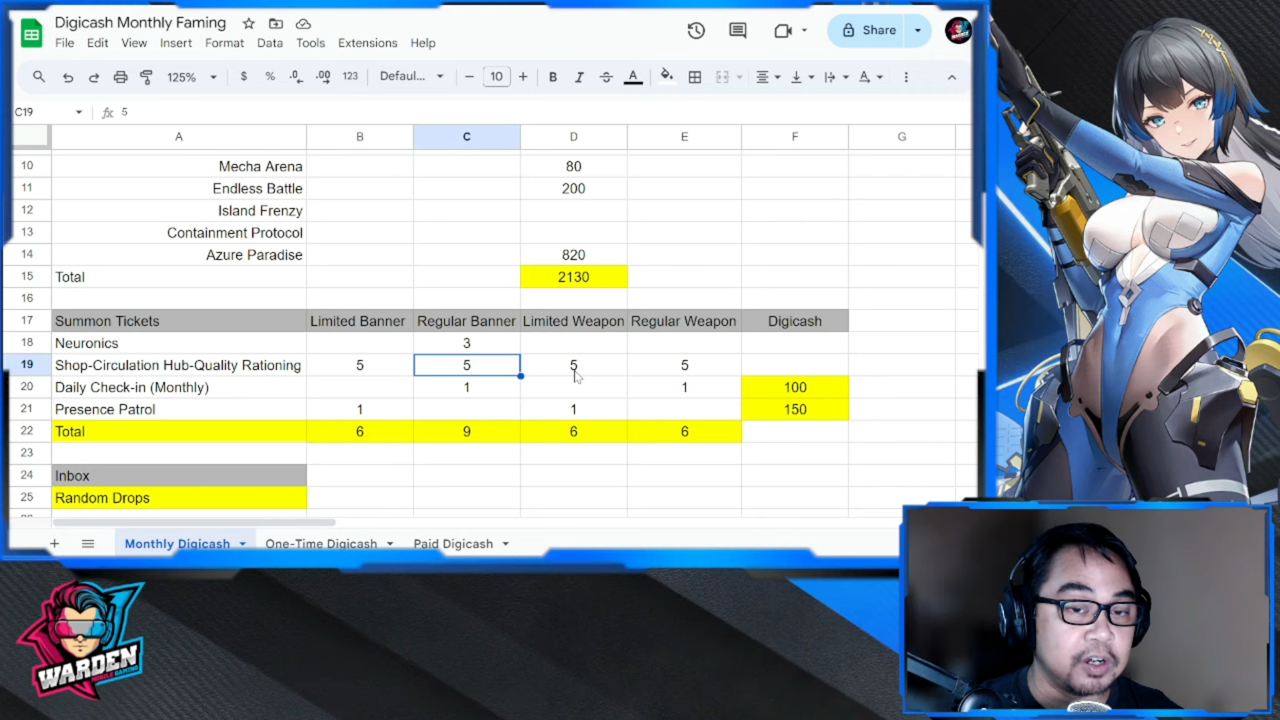 Digicash Monthly Faming
File Edit View Insert Format Data Tools Extensions Help
Share
125% $ % .0 .00 123 Defaul... 10 B I S A
C19 fx 5
A B C D E F G
10 Mecha Arena 80
11 Endless Battle 200
12 Island Frenzy
13 Containment Protocol
14 Azure Paradise 820
15 Total 2130
16
17 Summon Tickets Limited Banner Regular Banner Limited Weapon Regular Weapon Digicash
18 Neuronics 3
19 Shop-Circulation Hub-Quality Rationing 5 5 5 5
20 Daily Check-in (Monthly) 1 1 100
21 Presence Patrol 1 1 150
22 Total 6 9 6 6
23
24 Inbox
25 Random Drops
Monthly Digicash One-Time Digicash Paid Digicash
WARDEN
MOBILE GAMING